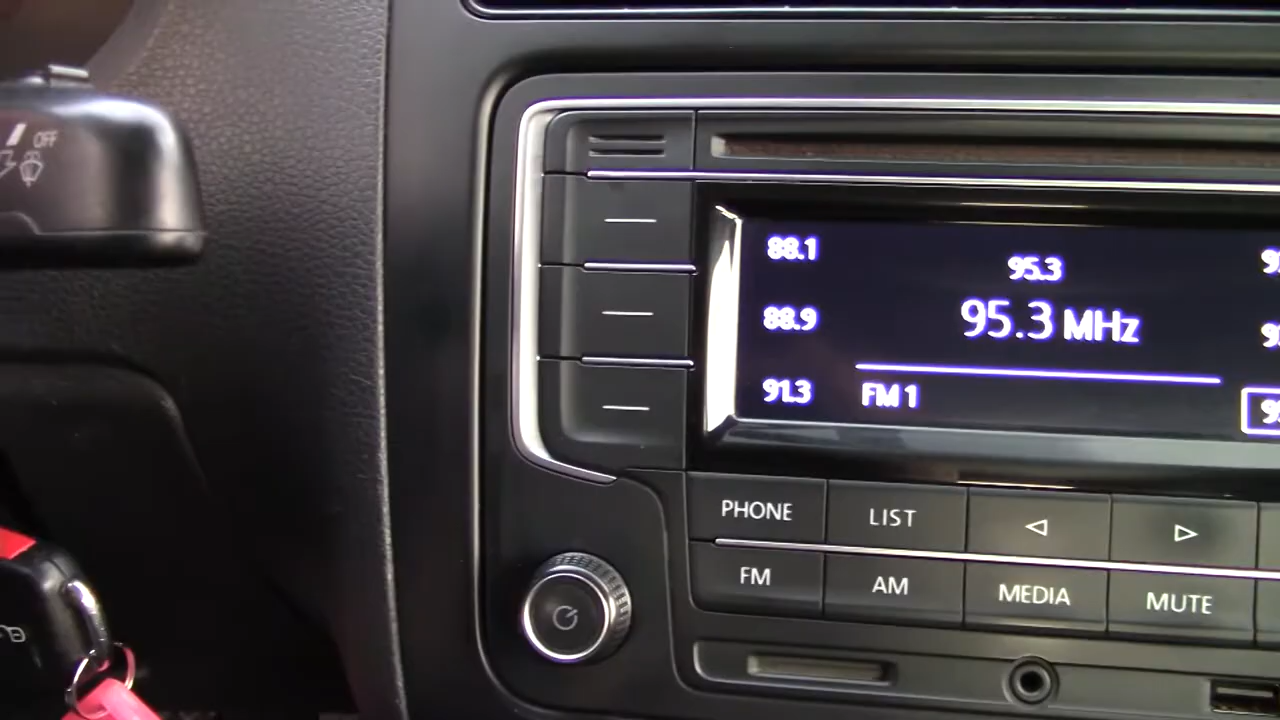 OFF
88.1
95.3
88.9
95.3 MHz
91.3
FM 1
PHONE
LIST
FM
AM
MEDIA
MUTE